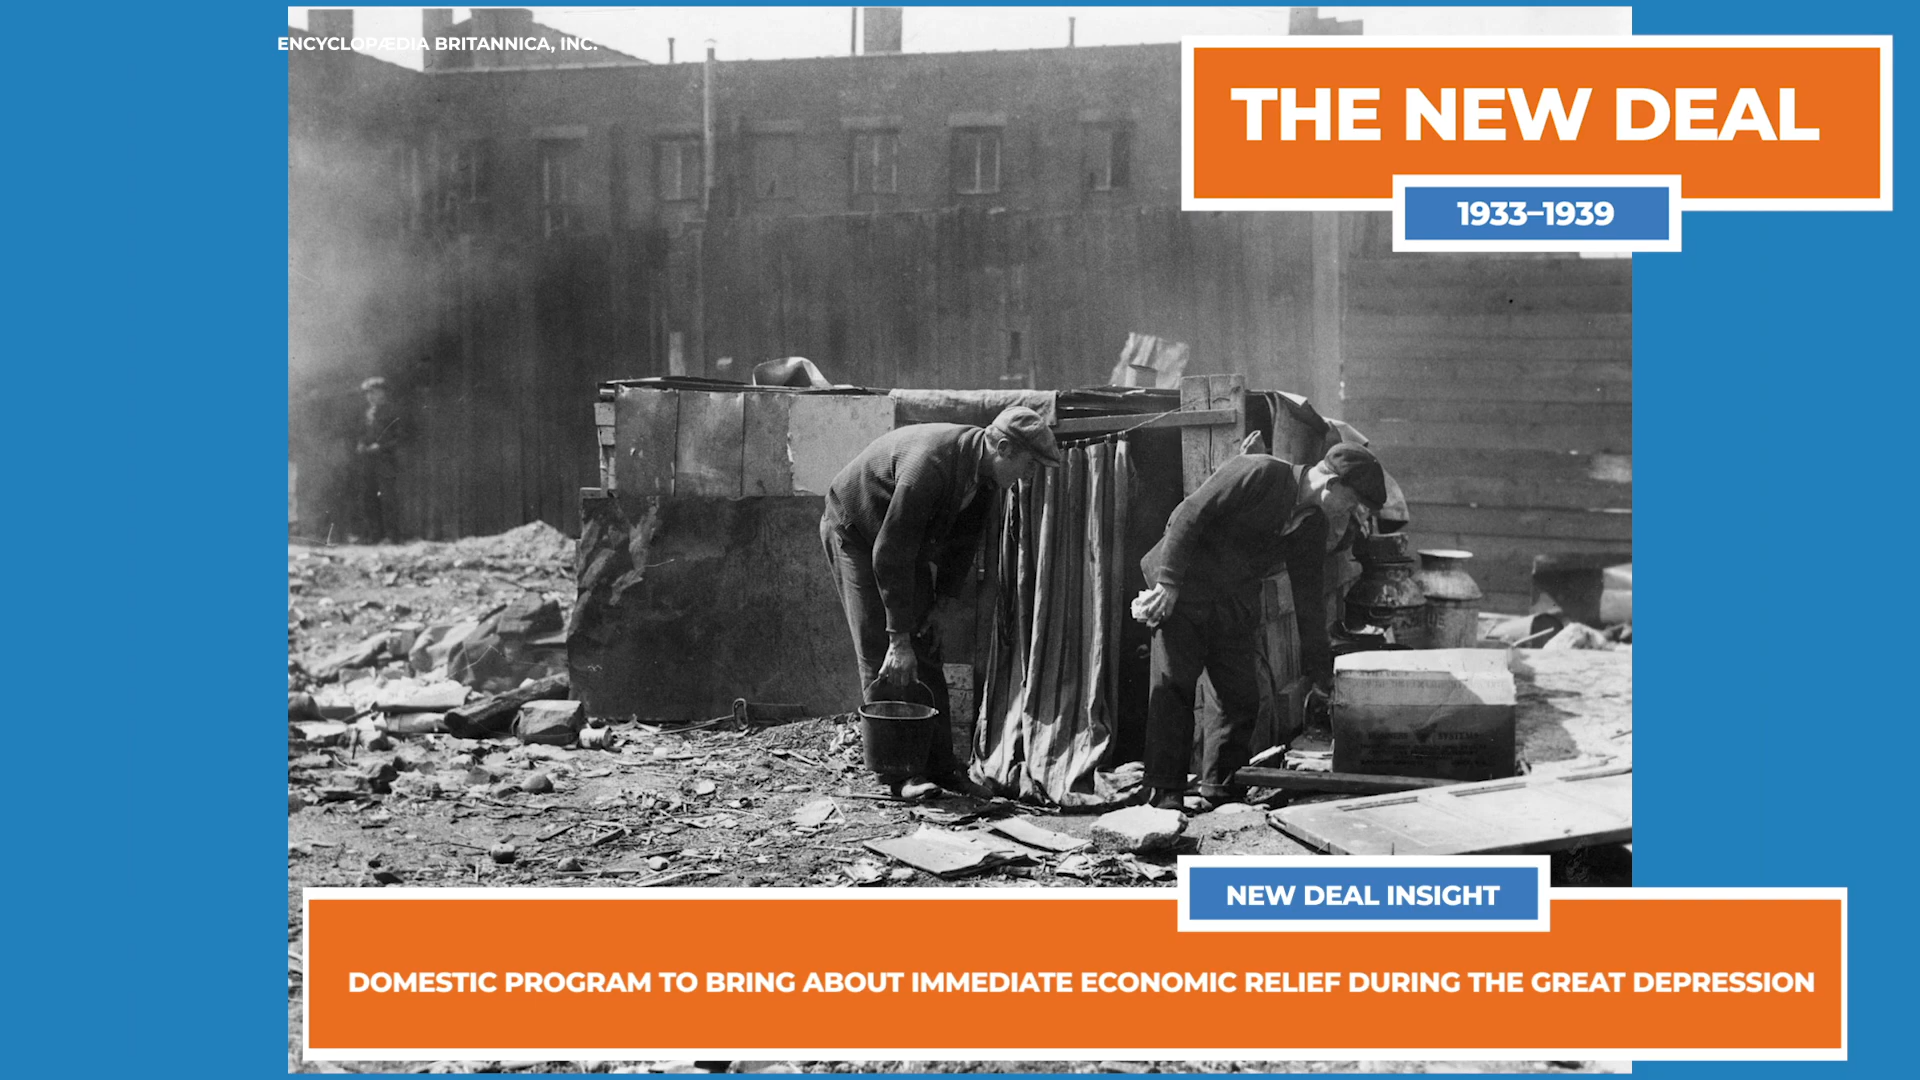 ENCYCLOPÆDIA BRITANNICA, INC.
THE NEW DEAL
1933–1939
NEW DEAL INSIGHT
DOMESTIC PROGRAM TO BRING ABOUT IMMEDIATE ECONOMIC RELIEF DURING THE GREAT DEPRESSION